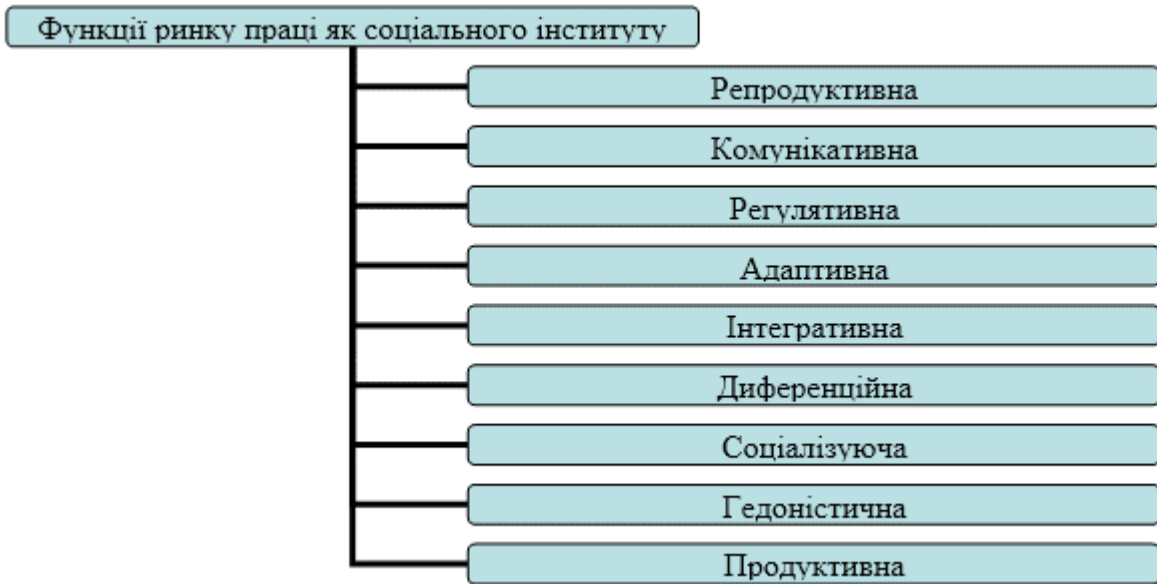 Функції ринку праці як соціального інституту
Репродуктивна
Комунікативна
Регулятивна
Адаптивна
Інтегративна
Диференційна
Соціалізуюча
Гедоністична
Продуктивна